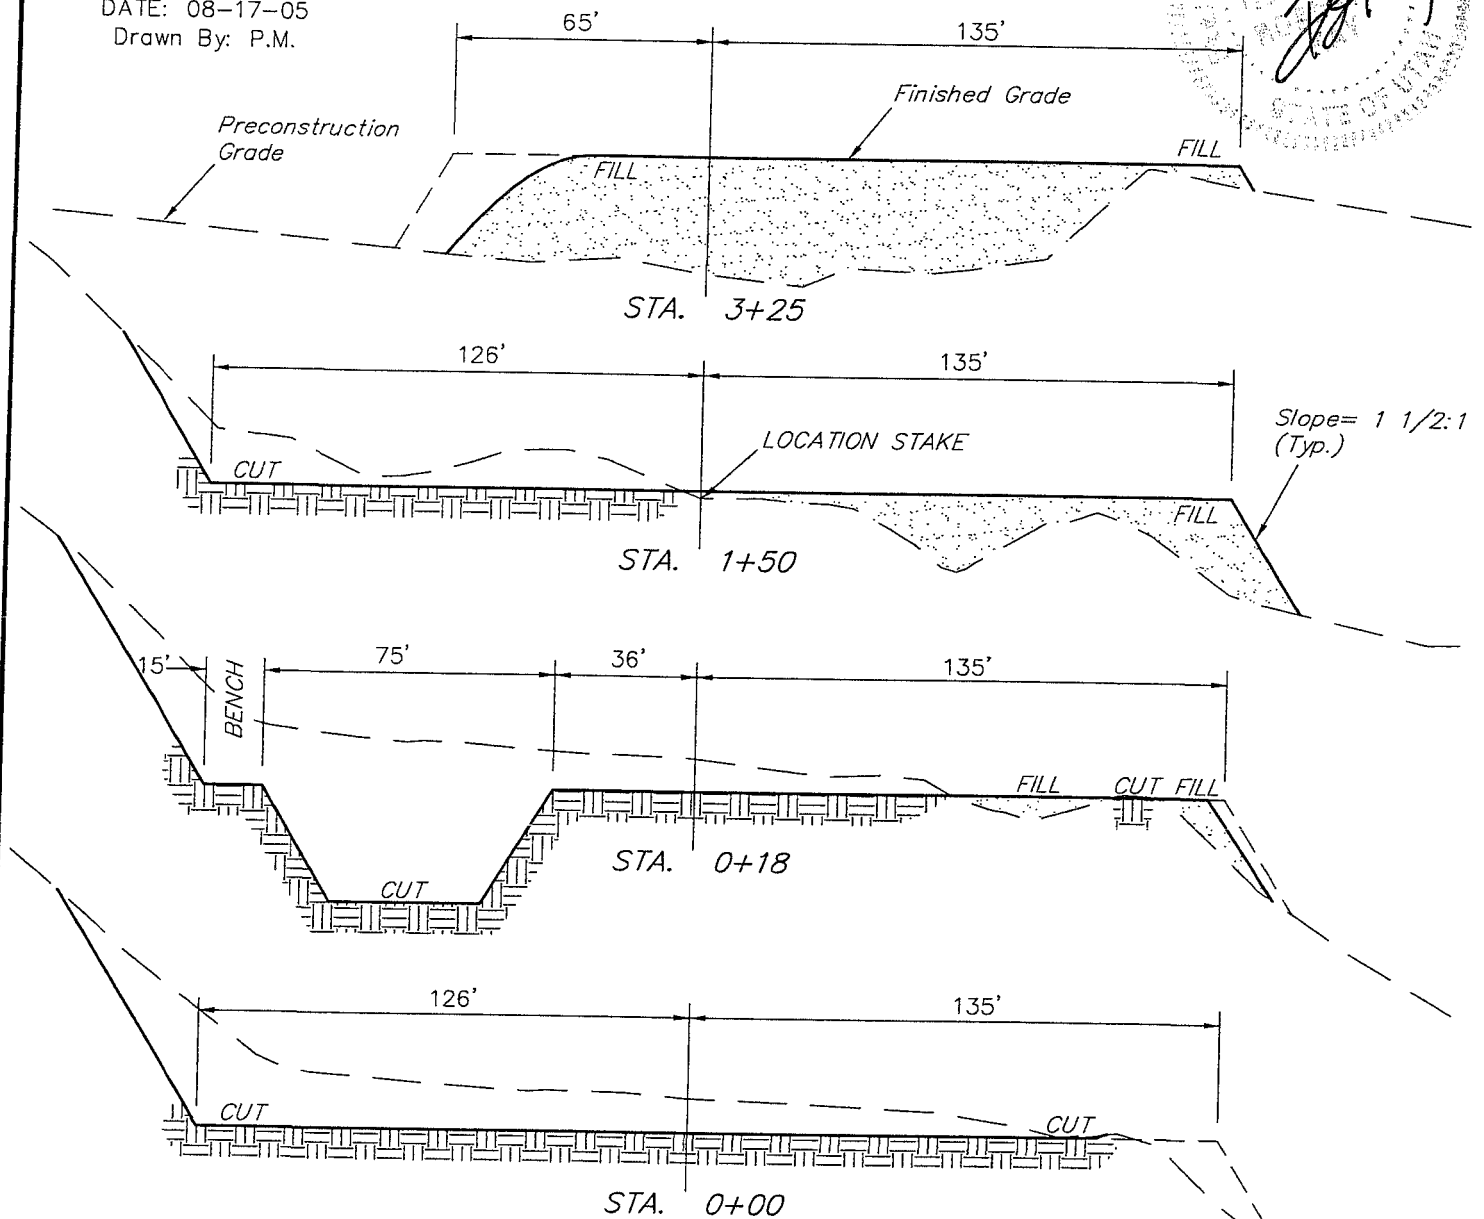 DATE: 08-17-05
Drawn By: P.M.
65'
135'
Preconstruction
Grade
Finished Grade
FILL
FILL
STATE OF UTAH
STA. 3+25
126'
135'
Slope= 1 1/2:1
(Typ.)
LOCATION STAKE
CUT
FILL
STA. 1+50
15'
BENCH
75'
36'
135'
FILL
CUT
FILL
STA. 0+18
CUT
126'
135'
CUT
CUT
STA. 0+00